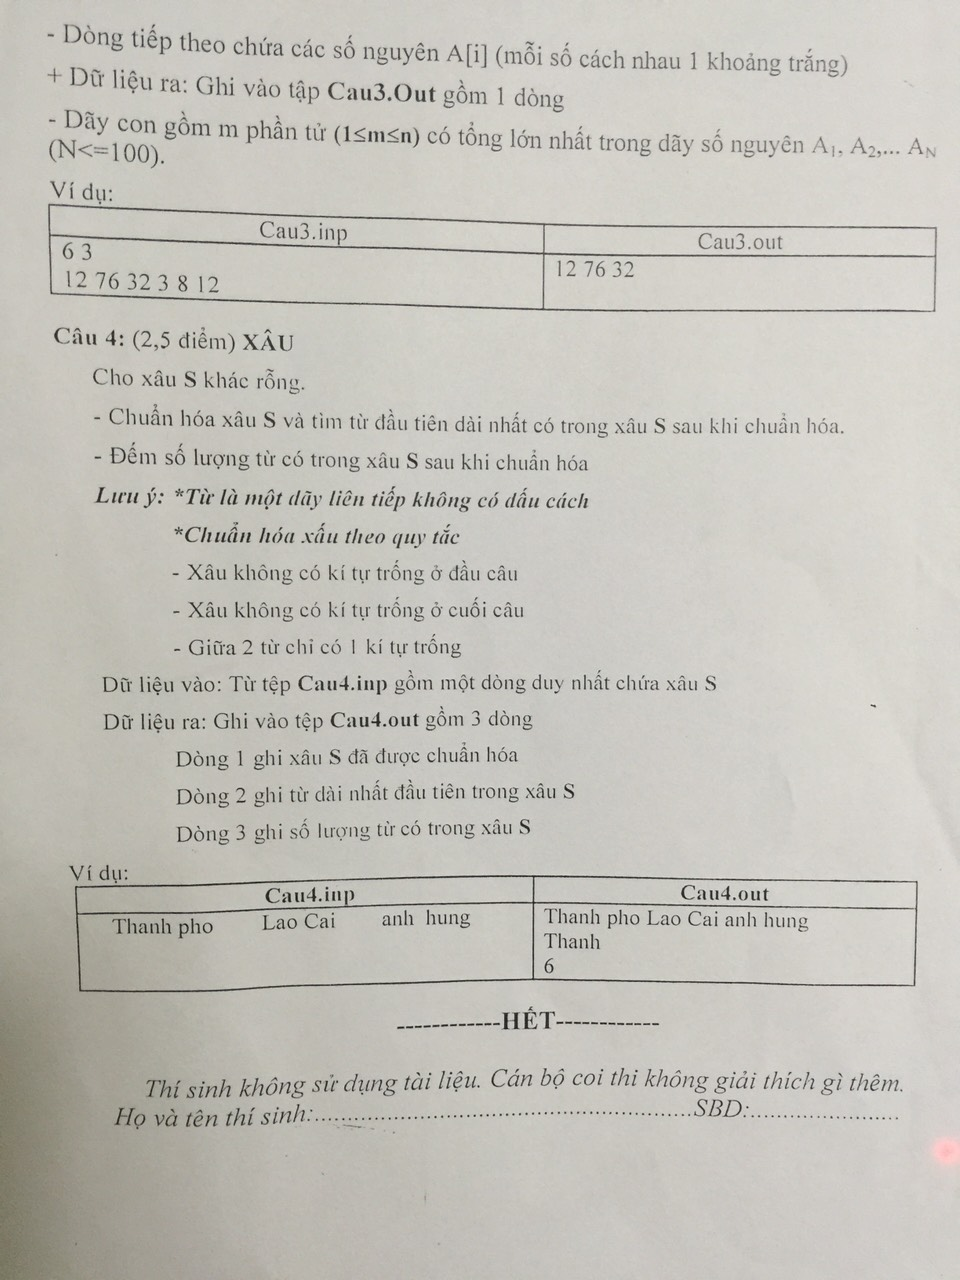 - Dòng tiếp theo chứa các số nguyên A[i] (mỗi số cách nhau 1 khoảng trắng)
+ Dữ liệu ra: Ghi vào tập Cau3.Out gồm 1 dòng
- Dãy con gồm m phần tử (1≤m≤n) có tổng lớn nhất trong dãy số nguyên A1, A2,... AN
(N<=100).
Ví dụ:
Cau3.inp
Cau3.out
6 3
12 76 32 3 8 12
12 76 32
Câu 4: (2,5 điểm) XÂU
Cho xâu S khác rỗng.
- Chuẩn hóa xâu S và tìm từ đầu tiên dài nhất có trong xâu S sau khi chuẩn hóa.
- Đếm số lượng từ có trong xâu S sau khi chuẩn hóa
Lưu ý: *Từ là một dãy liên tiếp không có dấu cách
*Chuẩn hóa xấu theo quy tắc
- Xâu không có kí tự trống ở đầu câu
- Xâu không có kí tự trống ở cuối câu
- Giữa 2 từ chỉ có 1 kí tự trống
Dữ liệu vào: Từ tệp Cau4.inp gồm một dòng duy nhất chứa xâu S
Dữ liệu ra: Ghi vào tệp Cau4.out gồm 3 dòng
Dòng 1 ghi xâu S đã được chuẩn hóa
Dòng 2 ghi từ dài nhất đầu tiên trong xâu S
Dòng 3 ghi số lượng từ có trong xâu S
Ví dụ:
Cau4.inp
Cau4.out
Thanh pho Lao Cai anh hung
Thanh pho Lao Cai anh hung
Thanh
6
------------HẾT------------
Thí sinh không sử dụng tài liệu. Cán bộ coi thi không giải thích gì thêm.
Họ và tên thí sinh:..........................................................SBD:.......................